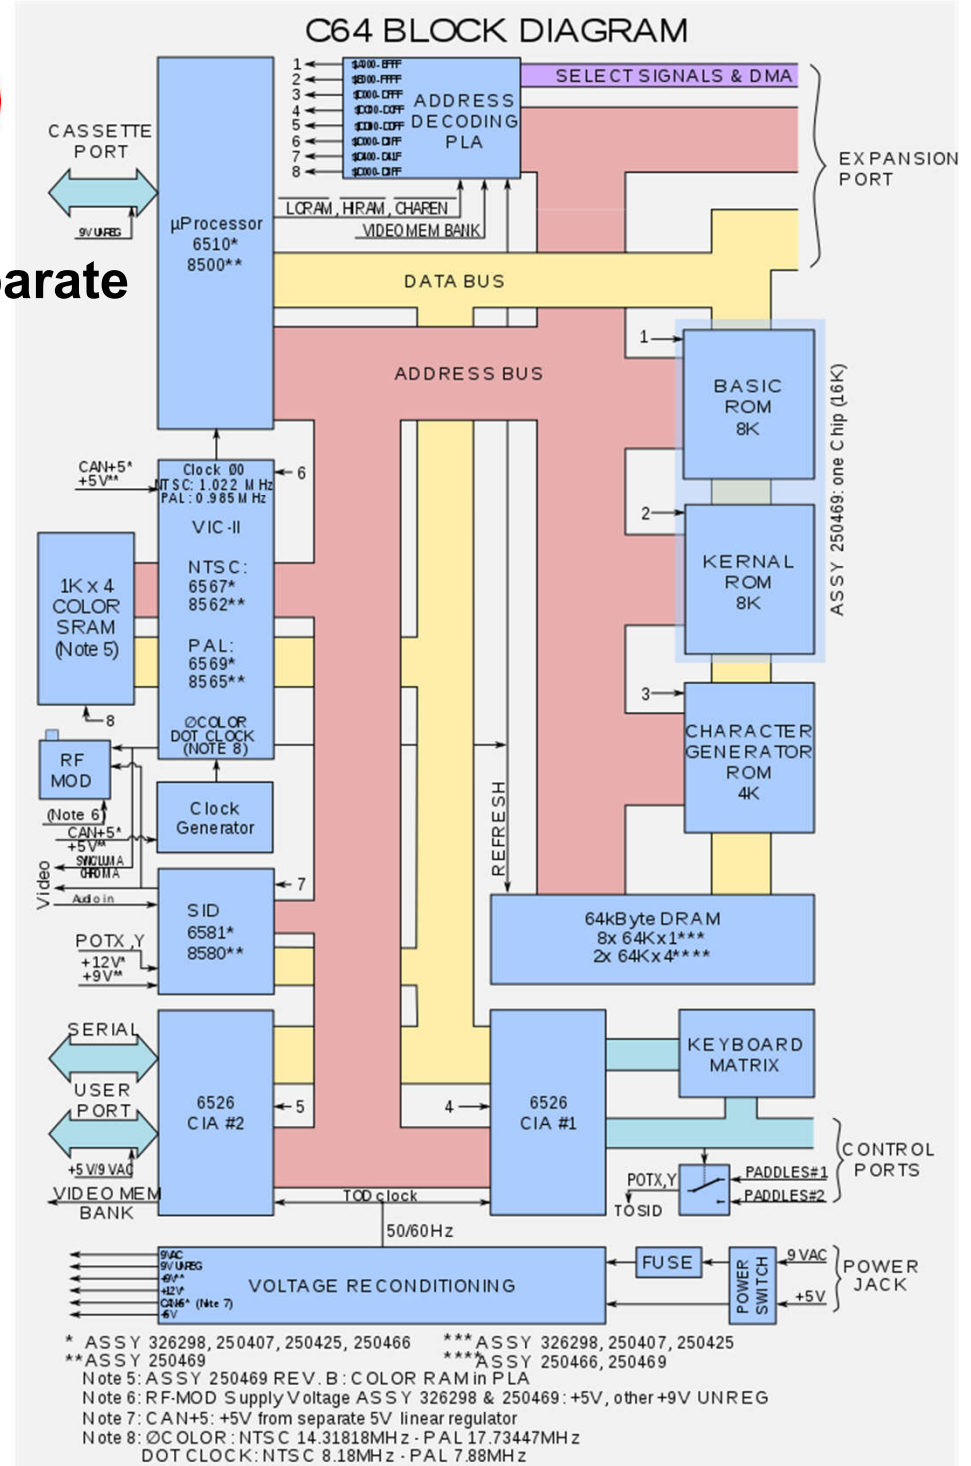 C64 BLOCK DIAGRAM
parate
CASSETTE
PORT
9V UNREG
µProcessor
6510*
8500**
1
2
3
4
5
6
7
8
ADDRESS
DECODING
PLA
SELECT SIGNALS & DMA
EXPANSION
PORT
HIRAM, CHAREN
VIDEO MEM BANK
DATA BUS
ADDRESS BUS
1
BASIC
ROM
8K
2
KERNAL
ROM
8K
ASSY 250469: one Chip (16K)
3
CHARACTER
GENERATOR
ROM
4K
CAN+5*
+5V**
Clock Ø0
NTSC: 1.022 MHz
PAL: 0.985 MHz
6
VIC-II
NTSC:
6567*
8562**
PAL:
6569*
8565**
ØCOLOR
DOT CLOCK
(NOTE 8)
1K x 4
COLOR
SRAM
(Note 5)
8
RF
MOD
(Note 6)
CAN+5*
+5V**
Clock
Generator
Video
SYNC/LUMA
CHROMA
Audio in
REFRESH
SID
6581*
8580**
7
POTX,Y
+12V*
+9V**
64kByte DRAM
8x 64Kx1***
2x 64Kx4****
SERIAL
USER
PORT
+5V/9 VAC
VIDEO MEM
BANK
6526
CIA #2
5
4
6526
CIA #1
KEYBOARD
MATRIX
CONTROL
PORTS
POTX,Y
TOSID
PADDLES#1
PADDLES#2
TOD clock
50/60Hz
9VAC
9V UNREG
+9V**
+12V*
CAN+5* (Note 7)
+5V
VOLTAGE RECONDITIONING
FUSE
POWER
SWITCH
9 VAC
+5V
POWER
JACK
* ASSY 326298, 250407, 250425, 250466
**ASSY 250469
***ASSY 326298, 250407, 250425
****ASSY 250466, 250469
Note 5: ASSY 250469 REV. B: COLOR RAM in PLA
Note 6: RF-MOD Supply Voltage ASSY 326298 & 250469: +5V, other +9V UNREG
Note 7: CAN+5: +5V from separate 5V linear regulator
Note 8: ØCOLOR: NTSC 14.31818MHz - PAL 17.73447MHz
DOT CLOCK: NTSC 8.18MHz - PAL 7.88MHz